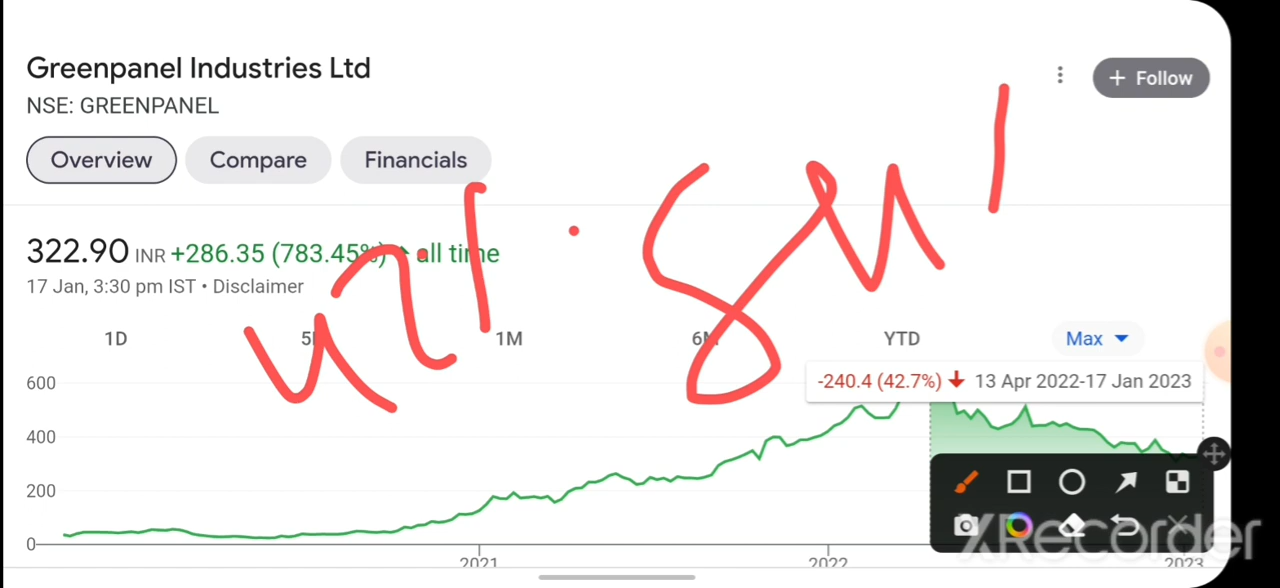 Greenpanel Industries Ltd
+ Follow
NSE: GREENPANEL
Overview Compare Financials
322.90 INR +286.35 (783.45%) all time
17 Jan, 3:30 pm IST • Disclaimer
1D 1M YTD Max
-240.4 (42.7%) 13 Apr 2022-17 Jan 2023
600
400
200
0
2021 2022 2023
XRecorder